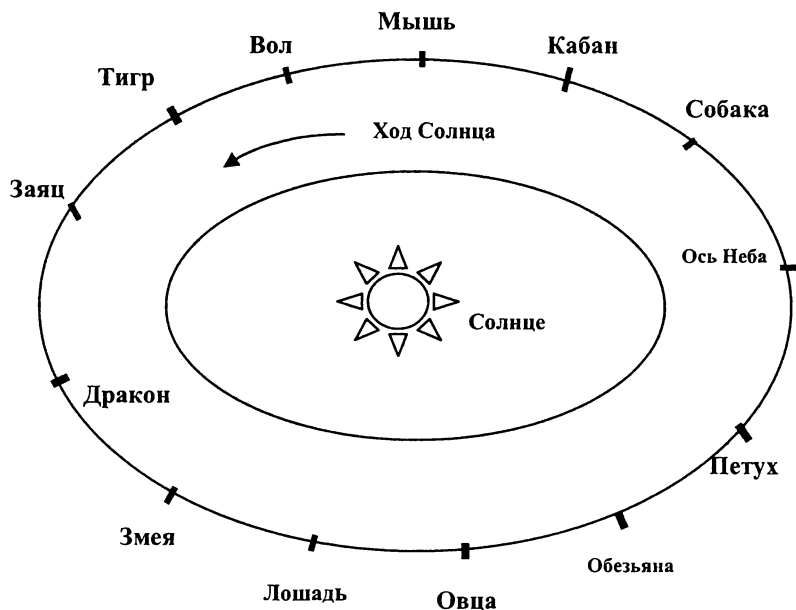 Мышь
Вол
Кабан
Тигр
Собака
Ход Солнца
Заяц
Ось Неба
Солнце
Дракон
Петух
Змея
Обезьяна
Лошадь
Овца